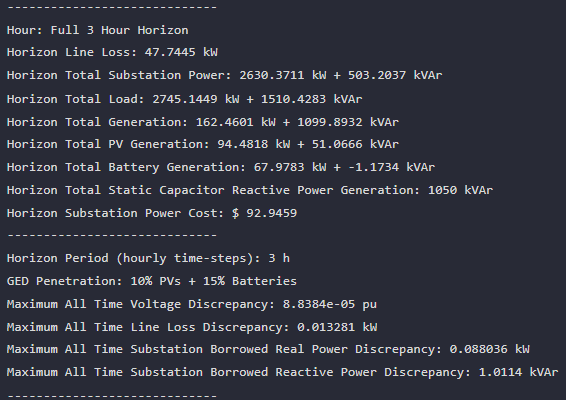 -----------------------------
Hour: Full 3 Hour Horizon
Horizon Line Loss: 47.7445 kW
Horizon Total Substation Power: 2630.3711 kW + 503.2037 kVAr
Horizon Total Load: 2745.1449 kW + 1510.4283 kVAr
Horizon Total Generation: 162.4601 kW + 1099.8932 kVAr
Horizon Total PV Generation: 94.4818 kW + 51.0666 kVAr
Horizon Total Battery Generation: 67.9783 kW + -1.1734 kVAr
Horizon Total Static Capacitor Reactive Power Generation: 1050 kVAr
Horizon Substation Power Cost: $ 92.9459
-----------------------------
Horizon Period (hourly time-steps): 3 h
GED Penetration: 10% PVs + 15% Batteries
Maximum All Time Voltage Discrepancy: 8.8384e-05 pu
Maximum All Time Line Loss Discrepancy: 0.013281 kW
Maximum All Time Substation Borrowed Real Power Discrepancy: 0.088036 kW
Maximum All Time Substation Borrowed Reactive Power Discrepancy: 1.0114 kVAr
-----------------------------